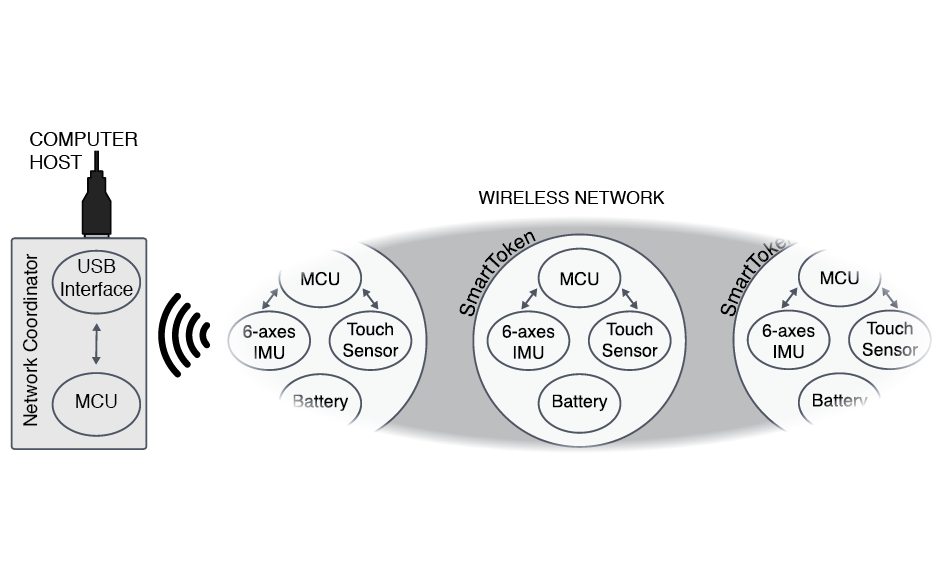 COMPUTER
HOST
Network Coordinator
USB
Interface
MCU
WIRELESS NETWORK
MCU
6-axes
IMU
Touch
Sensor
Battery
SmartToken
MCU
6-axes
IMU
Touch
Sensor
Battery
SmartToken
MCU
6-axes
IMU
Touch
Sensor
Battery